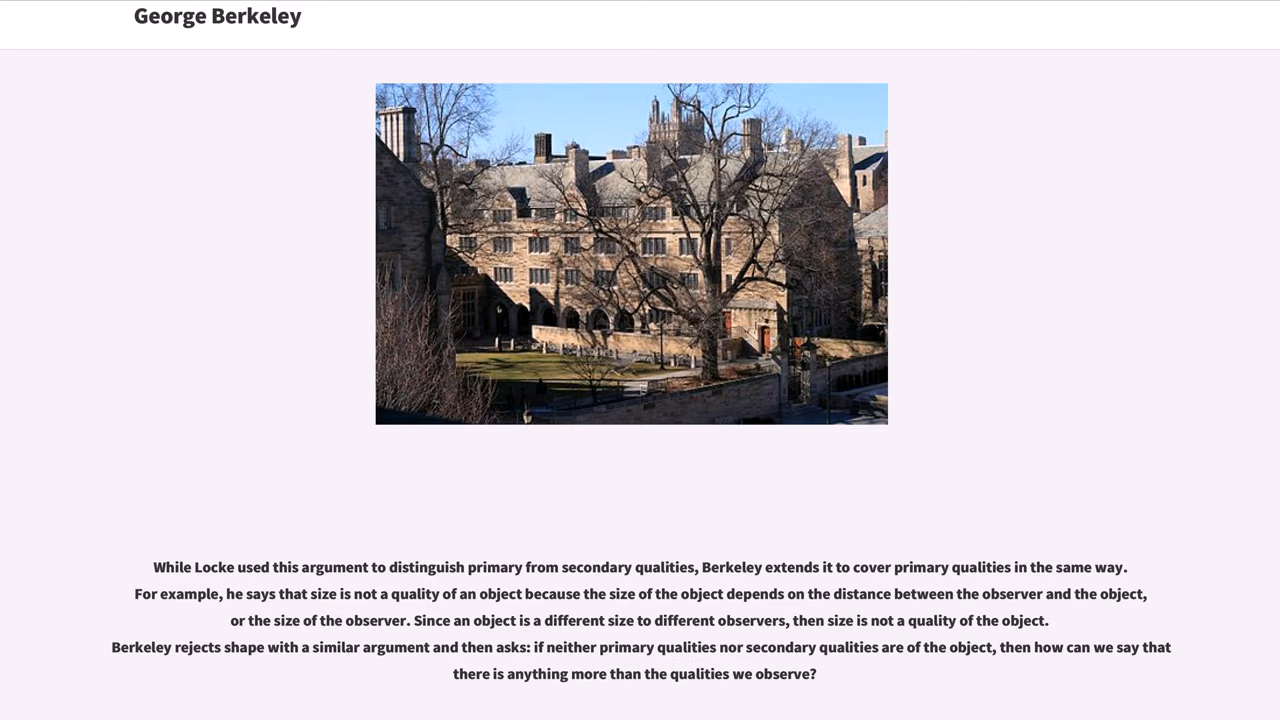 George Berkeley
While Locke used this argument to distinguish primary from secondary qualities, Berkeley extends it to cover primary qualities in the same way.
For example, he says that size is not a quality of an object because the size of the object depends on the distance between the observer and the object,
or the size of the observer. Since an object is a different size to different observers, then size is not a quality of the object.
Berkeley rejects shape with a similar argument and then asks: if neither primary qualities nor secondary qualities are of the object, then how can we say that
there is anything more than the qualities we observe?